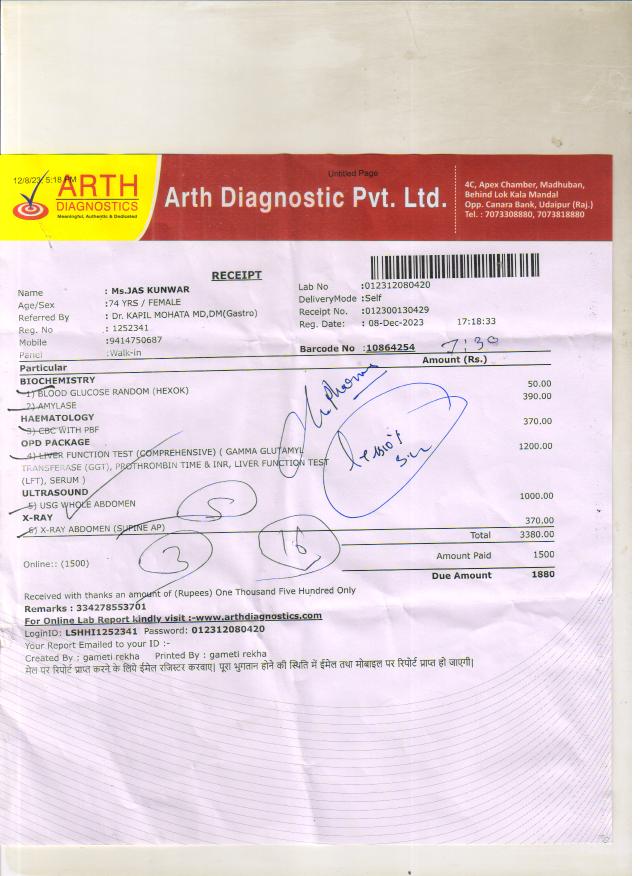 12/8/23, 5:18 PM
Untitled Page
ARTH
DIAGNOSTICS
Meaningful, Authentic & Dedicated
Arth Diagnostic Pvt. Ltd.
4C, Apex Chamber, Madhuban,
Behind Lok Kala Mandal
Opp. Canara Bank, Udaipur (Raj.)
Tel. : 7073308880, 7073818880
RECEIPT
Name : Ms.JAS KUNWAR
Age/Sex :74 YRS / FEMALE
Referred By : Dr. KAPIL MOHATA MD,DM(Gastro)
Reg. No : 1252341
Mobile :9414750687
Panel :Walk-in
Lab No :012312080420
DeliveryMode :Self
Receipt No. :012300130429
Reg. Date: : 08-Dec-2023 17:18:33
Barcode No :10864254 7:30
Particular Amount (Rs.)
BIOCHEMISTRY
1) BLOOD GLUCOSE RANDOM (HEXOK) 50.00
2) AMYLASE 390.00
HAEMATOLOGY
3) CBC WITH PBF 370.00
OPD PACKAGE
4) LIVER FUNCTION TEST (COMPREHENSIVE) ( GAMMA GLUTAMYL 1200.00
TRANSFERASE (GGT), PROTHROMBIN TIME & INR, LIVER FUNCTION TEST
(LFT), SERUM )
ULTRASOUND
5) USG WHOLE ABDOMEN 1000.00
X-RAY
6) X-RAY ABDOMEN (SUPINE AP) 370.00
5
3
18
Total 3380.00
Online:: (1500)
Amount Paid 1500
Due Amount 1880
Received with thanks an amount of (Rupees) One Thousand Five Hundred Only
Remarks : 334278553701
For Online Lab Report kindly visit :-www.arthdiagnostics.com
LoginID: LSHHI1252341 Password: 012312080420
Your Report Emailed to your ID :-
Created By : gameti rekha Printed By : gameti rekha
मेल पर रिपोर्ट प्राप्त करने के लिये ईमेल रजिस्टर करवाए। पूरा भुगतान होने की स्थिति में ईमेल तथा मोबाइल पर रिपोर्ट प्राप्त हो जाएगी।